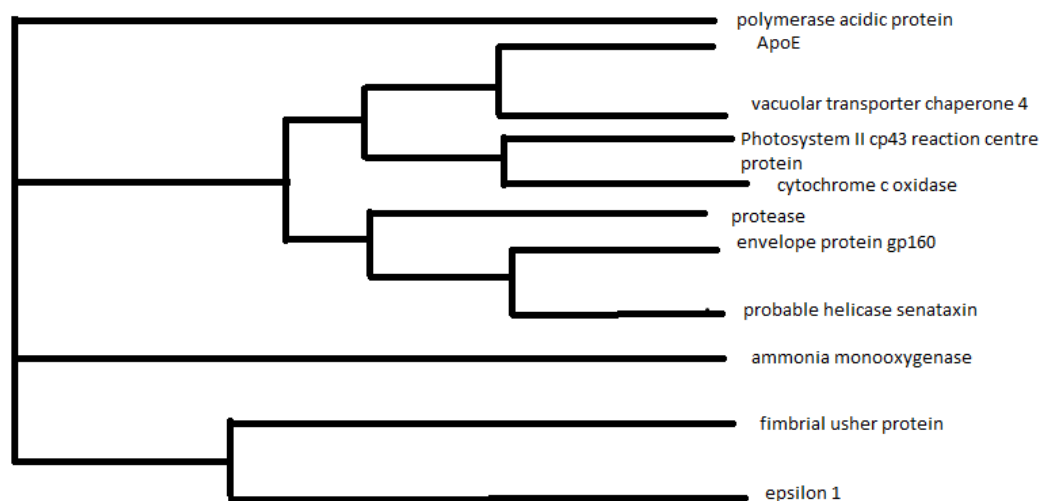 polymerase acidic protein
ApoE
vacuolar transporter chaperone 4
Photosystem II cp43 reaction centre
protein
cytochrome c oxidase
protease
envelope protein gp160
probable helicase senataxin
ammonia monooxygenase
fimbrial usher protein
epsilon 1